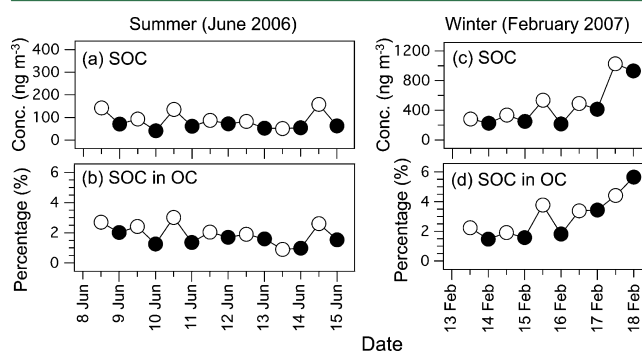 Summer (June 2006)
Winter (February 2007)
(a) SOC
Conc. (ng m⁻³)
400
300
200
100
0
(b) SOC in OC
Percentage (%)
6
4
2
0
8 Jun
9 Jun
10 Jun
11 Jun
12 Jun
13 Jun
14 Jun
15 Jun
(c) SOC
Conc. (ng m⁻³)
1200
800
400
0
(d) SOC in OC
Percentage (%)
6
4
2
0
13 Feb
14 Feb
15 Feb
16 Feb
17 Feb
18 Feb
Date